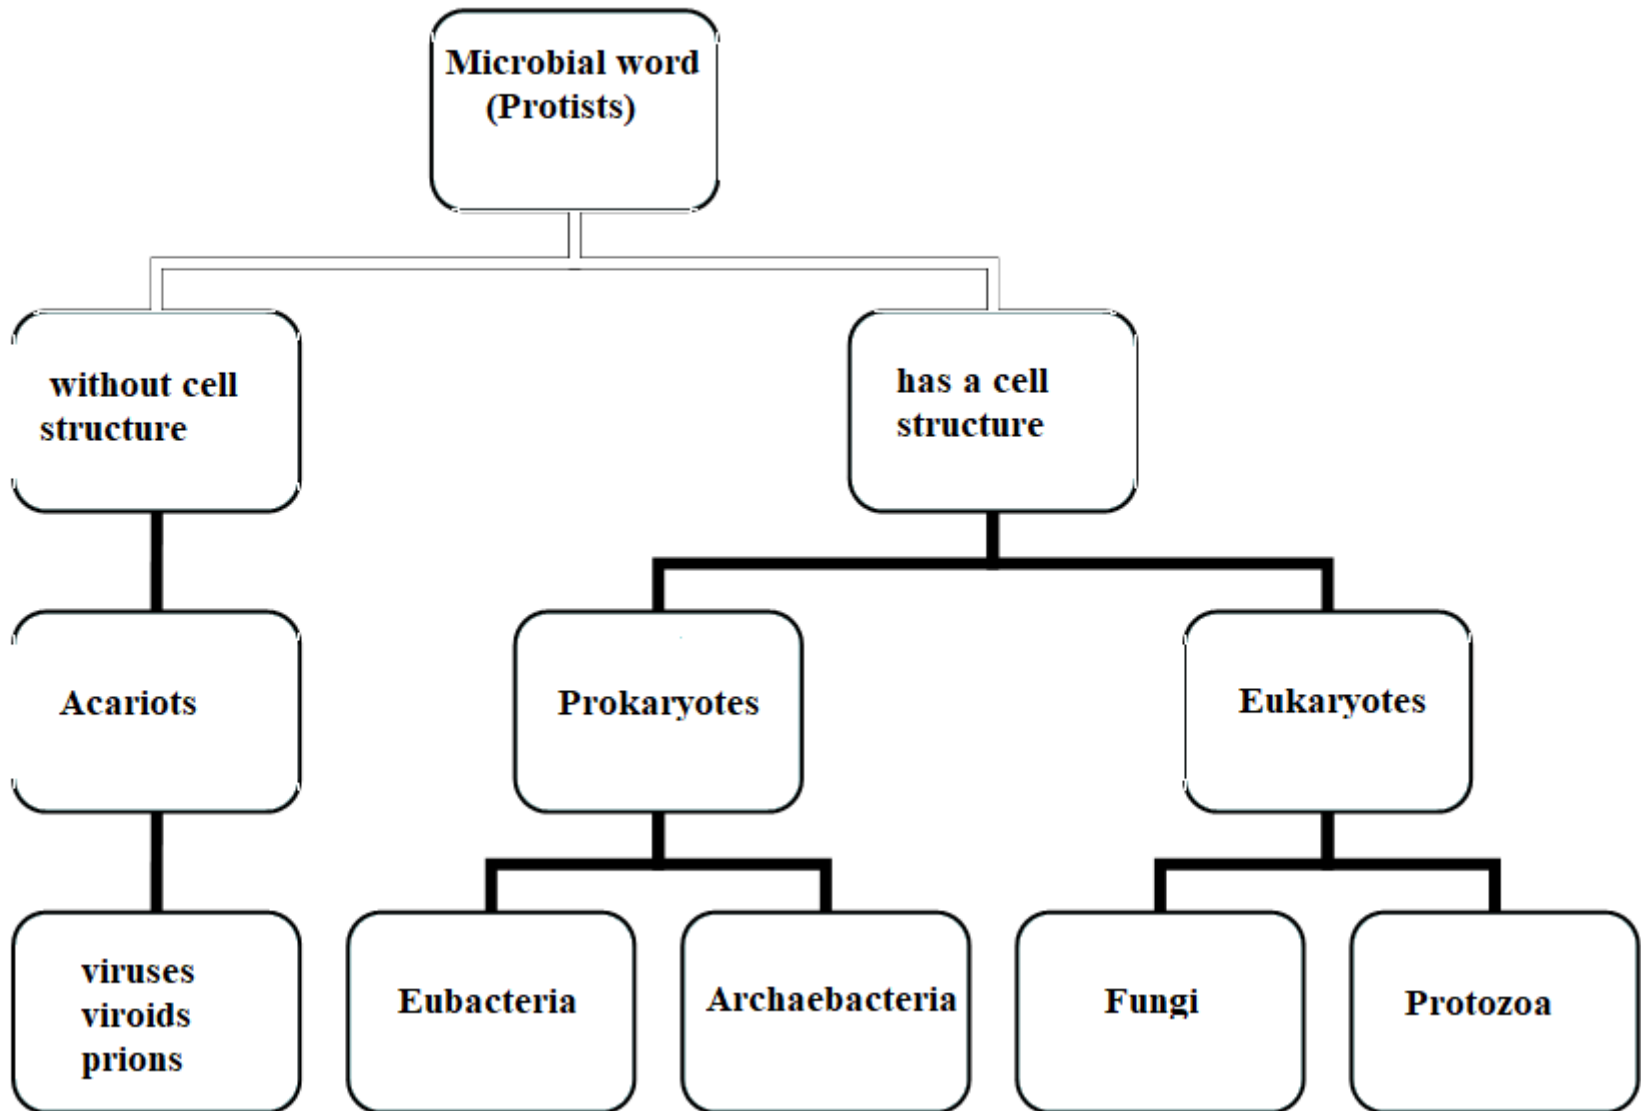 Microbial word
(Protists)
without cell
structure
has a cell
structure
Acariots
Prokaryotes
Eukaryotes
viruses
viroids
prions
Eubacteria
Archaebacteria
Fungi
Protozoa